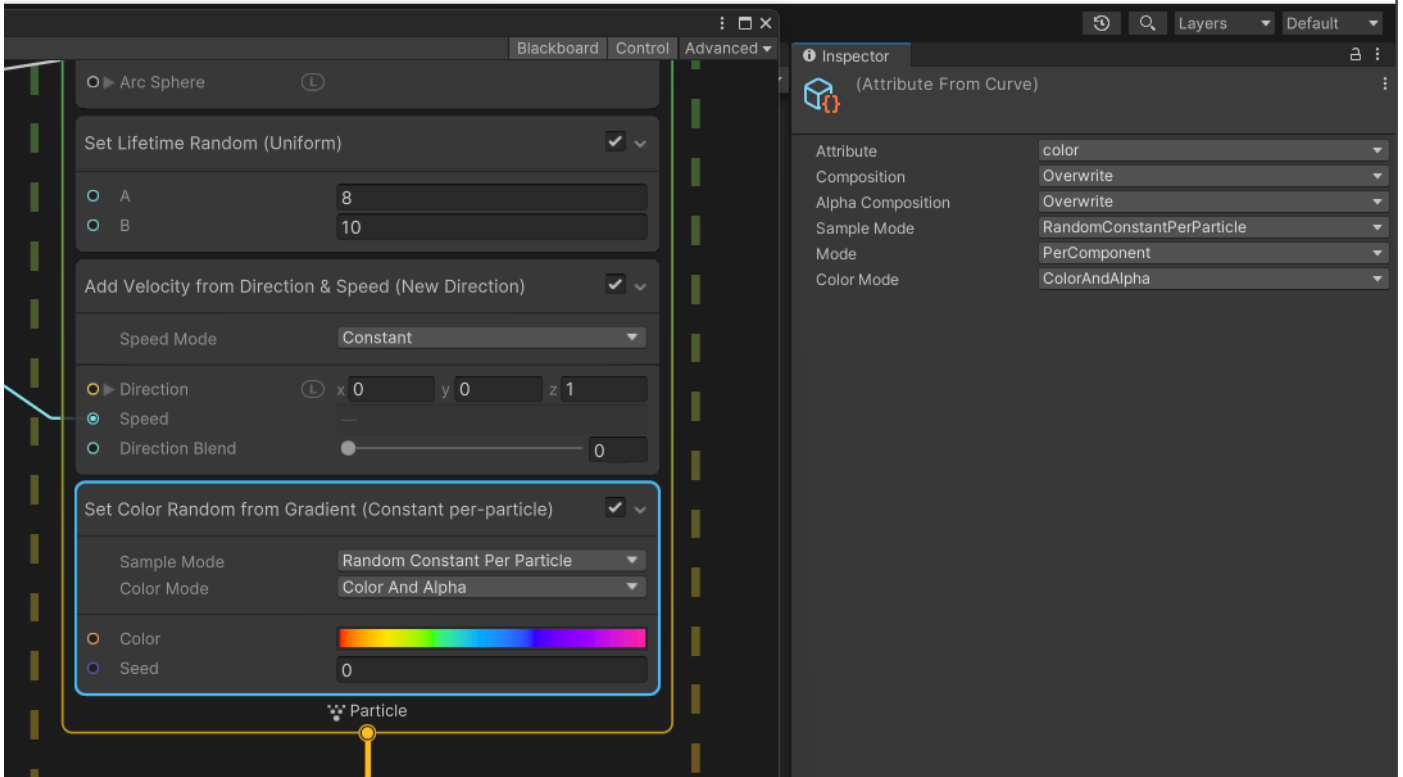 Layers
Default
Blackboard
Control
Advanced
Inspector
(Attribute From Curve)
Arc Sphere
L
Set Lifetime Random (Uniform)
A
8
B
10
Add Velocity from Direction & Speed (New Direction)
Speed Mode
Constant
Direction
L
x 0
y 0
z 1
Speed
—
Direction Blend
0
Set Color Random from Gradient (Constant per-particle)
Sample Mode
Random Constant Per Particle
Color Mode
Color And Alpha
Color
Seed
0
Particle
Attribute
color
Composition
Overwrite
Alpha Composition
Overwrite
Sample Mode
RandomConstantPerParticle
Mode
PerComponent
Color Mode
ColorAndAlpha